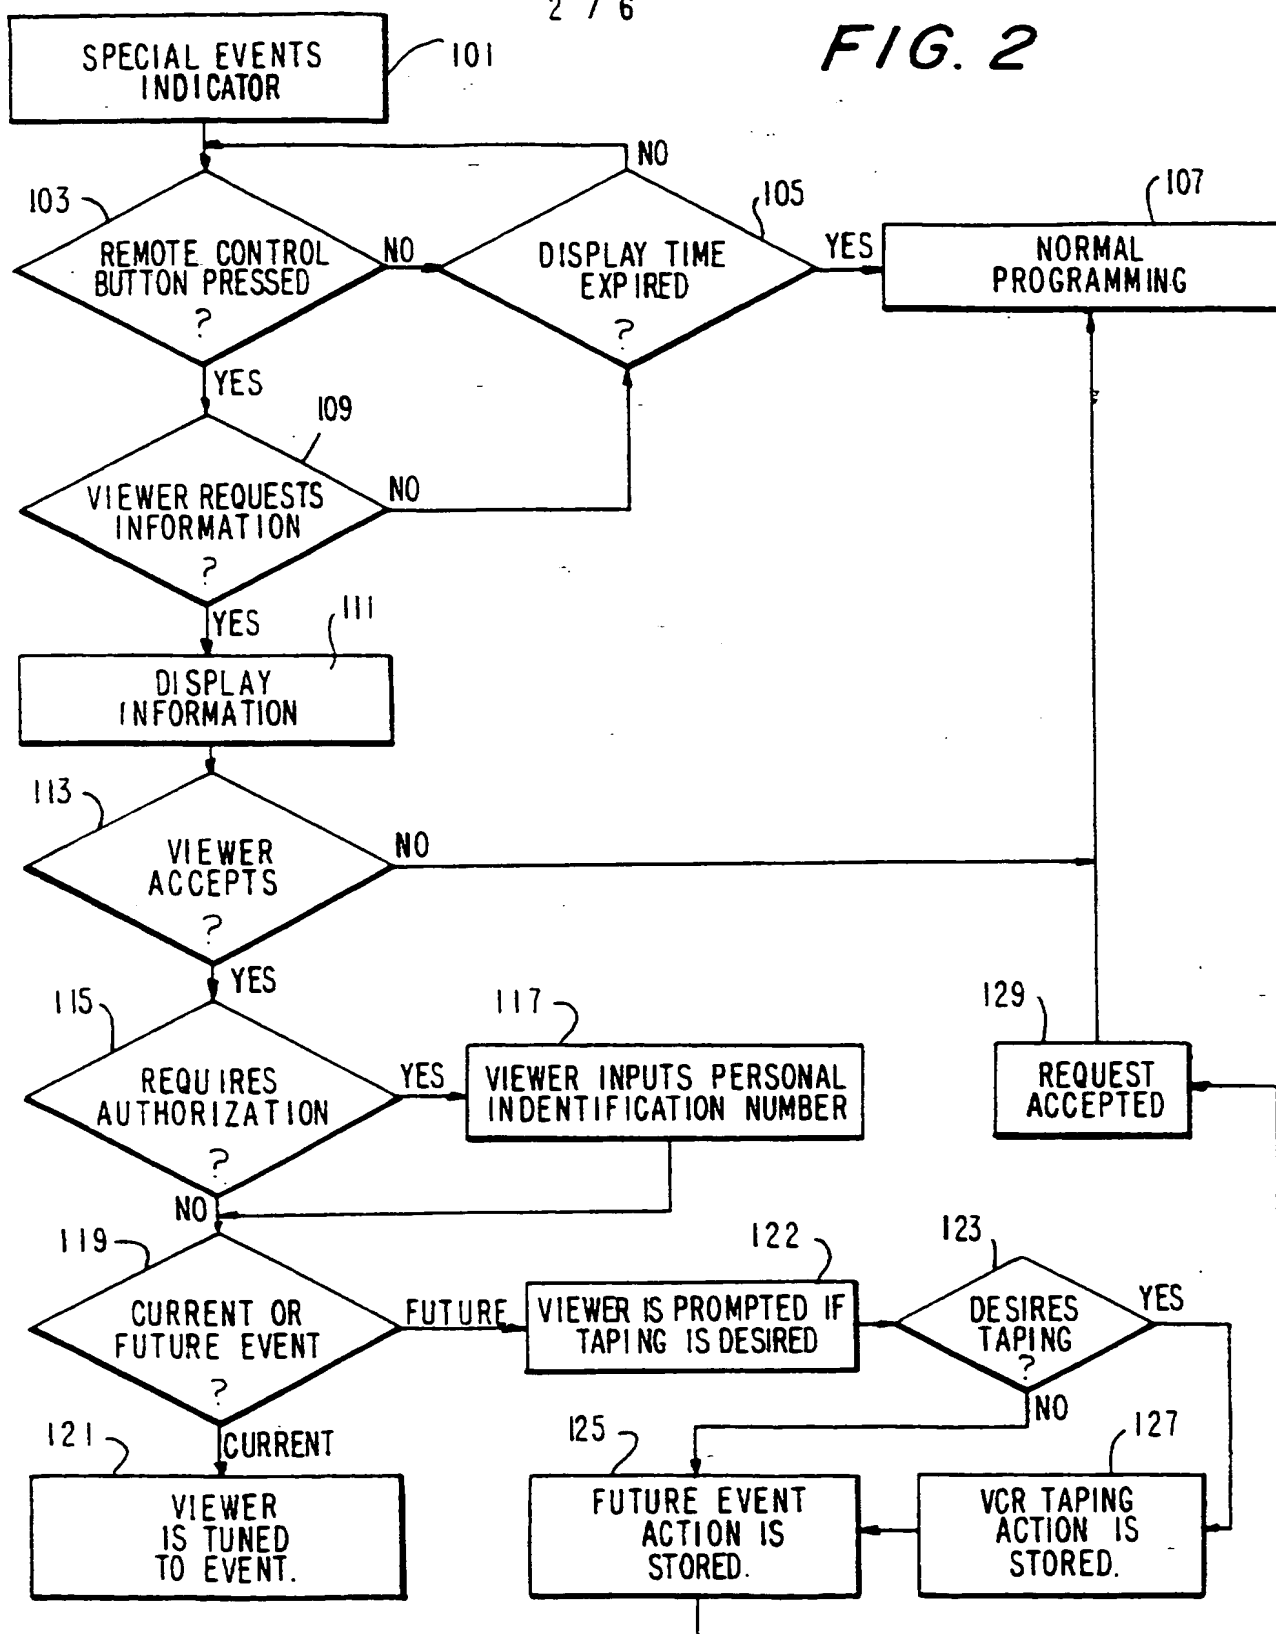 2 / 6
FIG. 2
SPECIAL EVENTS
INDICATOR
101
NO
103
105
107
REMOTE CONTROL
BUTTON PRESSED
?
NO
DISPLAY TIME
EXPIRED
?
YES
NORMAL
PROGRAMMING
YES
109
VIEWER REQUESTS
INFORMATION
?
NO
YES
111
DISPLAY
INFORMATION
113
VIEWER
ACCEPTS
?
NO
YES
115
117
129
REQUIRES
AUTHORIZATION
?
YES
VIEWER INPUTS PERSONAL
INDENTIFICATION NUMBER
REQUEST
ACCEPTED
NO
119
122
123
CURRENT OR
FUTURE EVENT
?
FUTURE
VIEWER IS PROMPTED IF
TAPING IS DESIRED
DESIRES
TAPING
?
YES
NO
CURRENT
121
125
127
VIEWER
IS TUNED
TO EVENT.
FUTURE EVENT
ACTION IS
STORED.
VCR TAPING
ACTION IS
STORED.